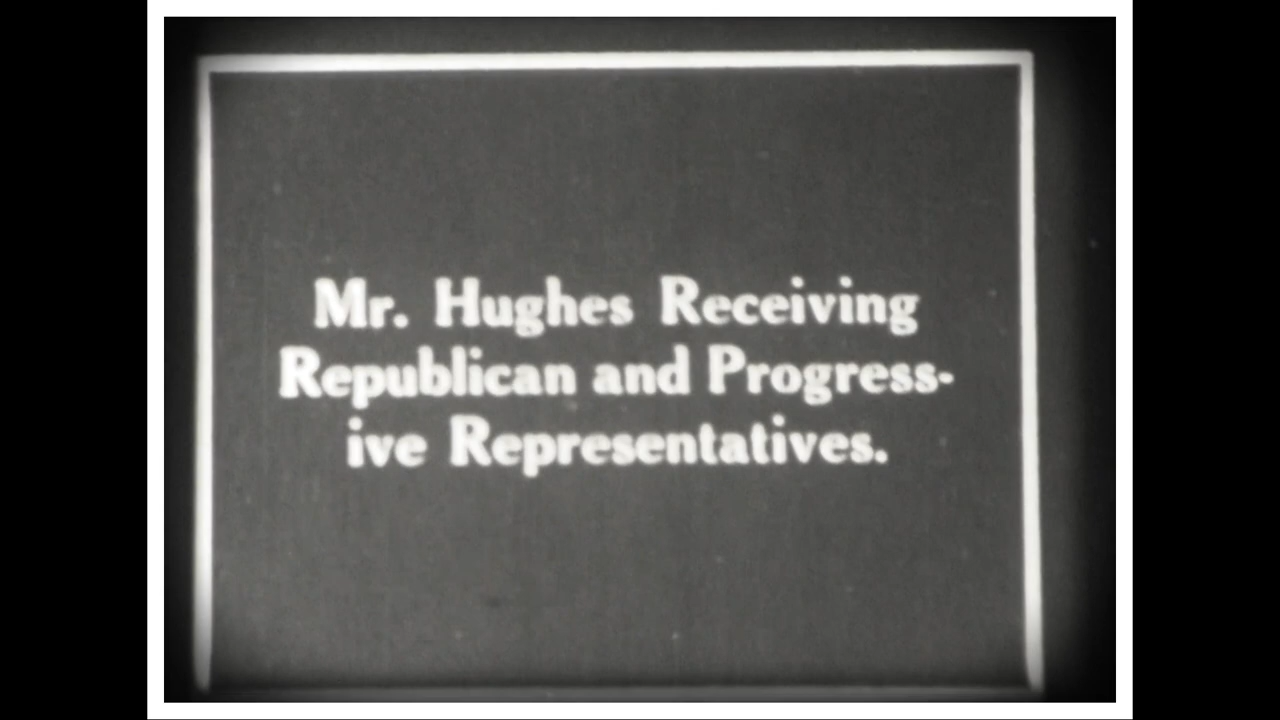 Mr. Hughes Receiving
Republican and Progress-
ive Representatives.